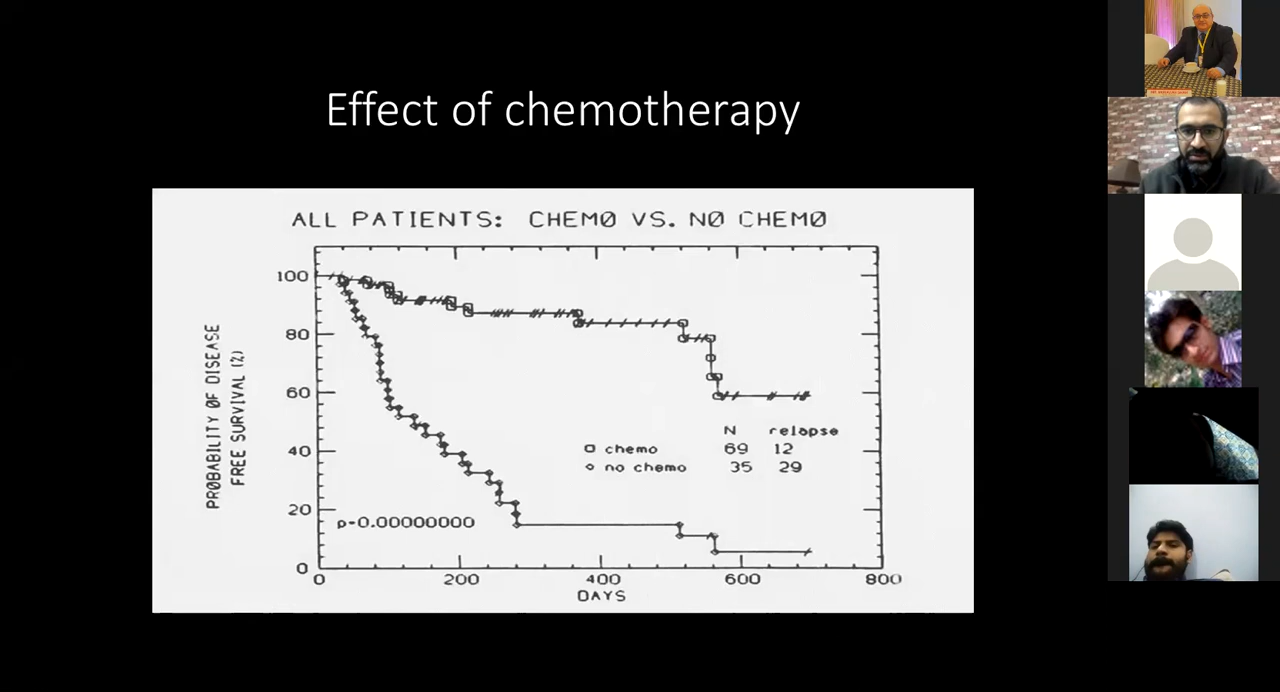 Effect of chemotherapy
ALL PATIENTS: CHEMO VS. NO CHEMO
PROBABILITY OF DISEASE
FREE SURVIVAL (%)
100
80
60
40
20
0
N relapse
chemo 69 12
no chemo 35 29
p=0.00000000
0 200 400 600 800
DAYS